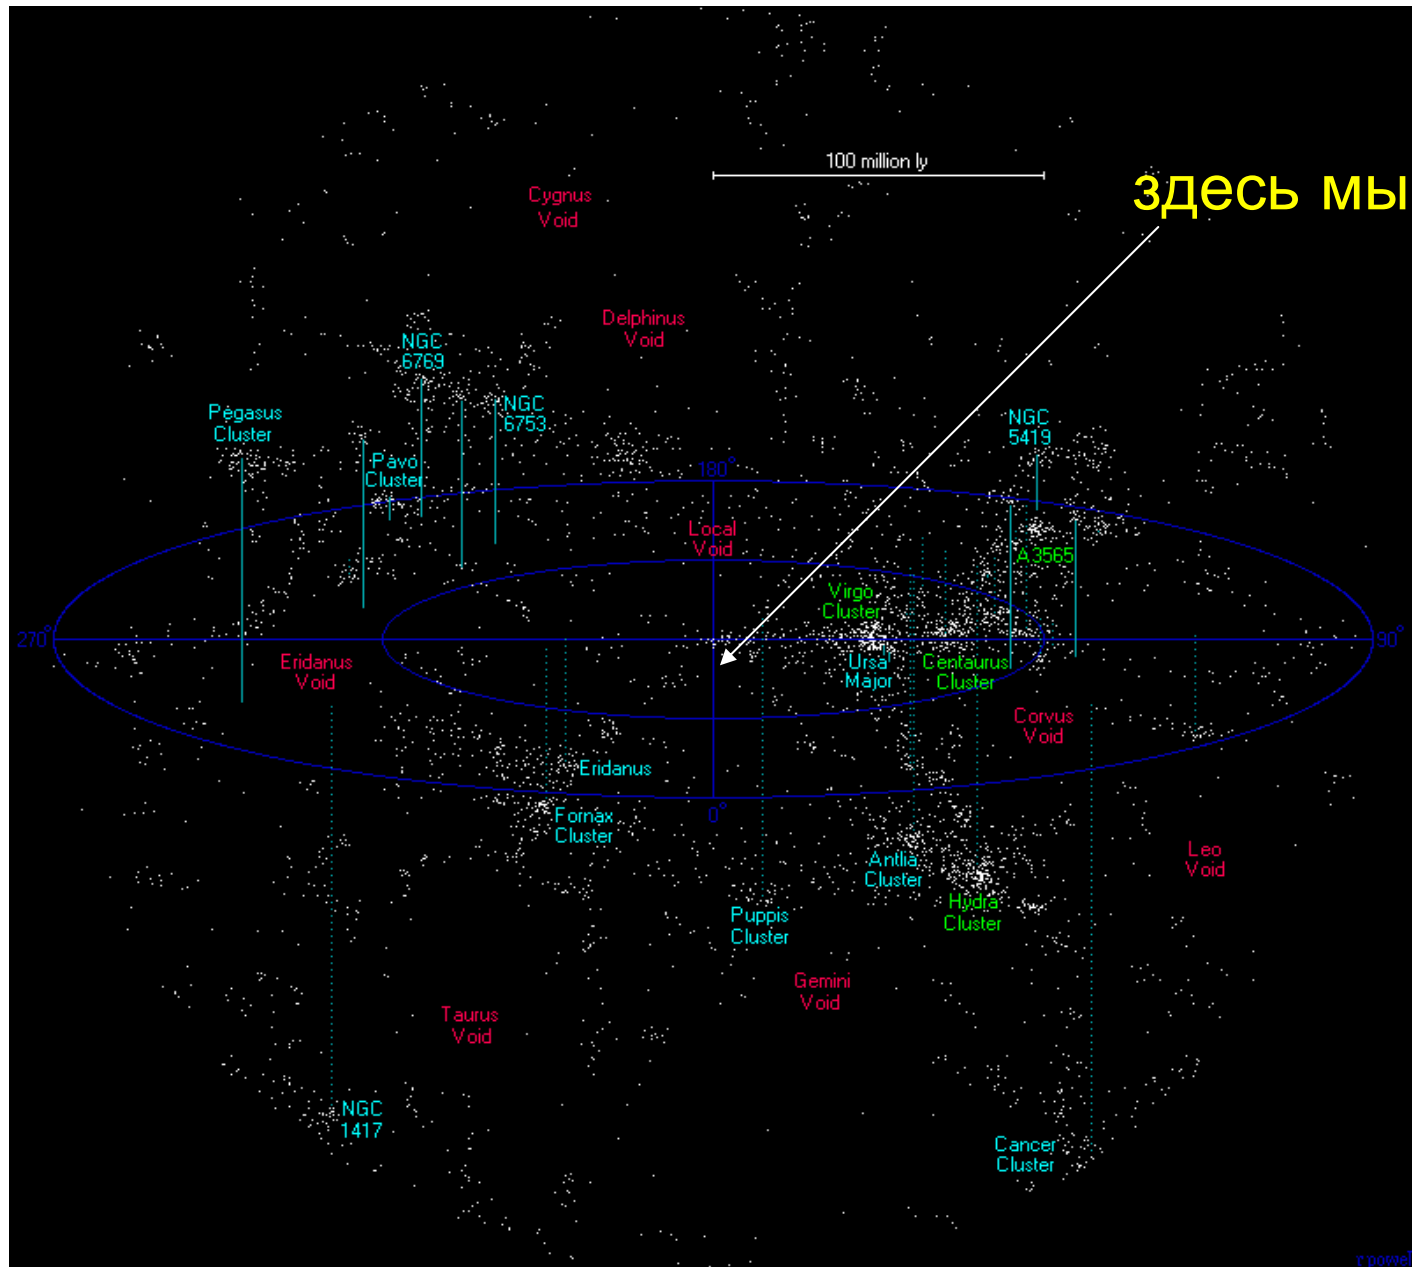 100 million ly
здесь мы
Cygnus
Void
Delphinus
Void
NGC
6769
Pegasus
Cluster
NGC
6753
NGC
5419
Pavo
Cluster
180°
Local
Void
A3565
Virgo
Cluster
270°
90°
Eridanus
Void
Ursa
Major
Centaurus
Cluster
Corvus
Void
Eridanus
0°
Fornax
Cluster
Antlia
Cluster
Leo
Void
Hydra
Cluster
Puppis
Cluster
Gemini
Void
Taurus
Void
NGC
1417
Cancer
Cluster
rpowel